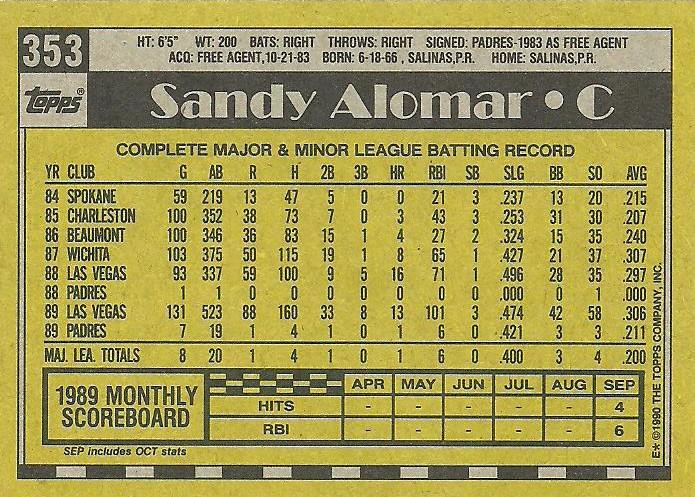 353
HT: 6'5" WT: 200 BATS: RIGHT THROWS: RIGHT SIGNED: PADRES-1983 AS FREE AGENT
ACQ: FREE AGENT,10-21-83 BORN: 6-18-66 , SALINAS,P.R. HOME: SALINAS,P.R.
Topps®
Sandy Alomar • C
COMPLETE MAJOR & MINOR LEAGUE BATTING RECORD
YR CLUB G AB R H 2B 3B HR RBI SB SLG BB SO AVG
84 SPOKANE 59 219 13 47 5 0 0 21 3 .237 13 20 .215
85 CHARLESTON 100 352 38 73 7 0 3 43 3 .253 31 30 .207
86 BEAUMONT 100 346 36 83 15 1 4 27 2 .324 15 35 .240
87 WICHITA 103 375 50 115 19 1 8 65 1 .427 21 37 .307
88 LAS VEGAS 93 337 59 100 9 5 16 71 1 .496 28 35 .297
88 PADRES 1 1 0 0 0 0 0 0 0 .000 0 1 .000
89 LAS VEGAS 131 523 88 160 33 8 13 101 3 .474 42 58 .306
89 PADRES 7 19 1 4 1 0 1 6 0 .421 3 3 .211
MAJ. LEA. TOTALS 8 20 1 4 1 0 1 6 0 .400 3 4 .200
1989 MONTHLY SCOREBOARD
APR MAY JUN JUL AUG SEP
HITS - - - - - 4
RBI - - - - - 6
SEP includes OCT stats
E* ©1990 THE TOPPS COMPANY, INC.